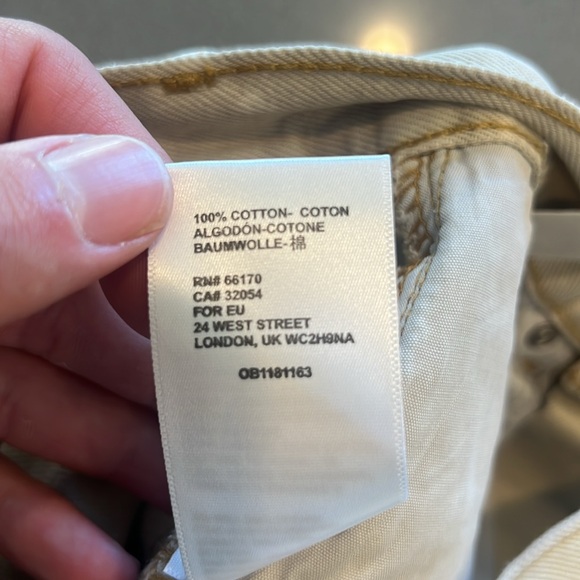 100% COTTON- COTON
ALGODÓN-COTONE
BAUMWOLLE-棉
RN# 66170
CA# 32054
FOR EU
24 WEST STREET
LONDON, UK WC2H9NA
OB1181163